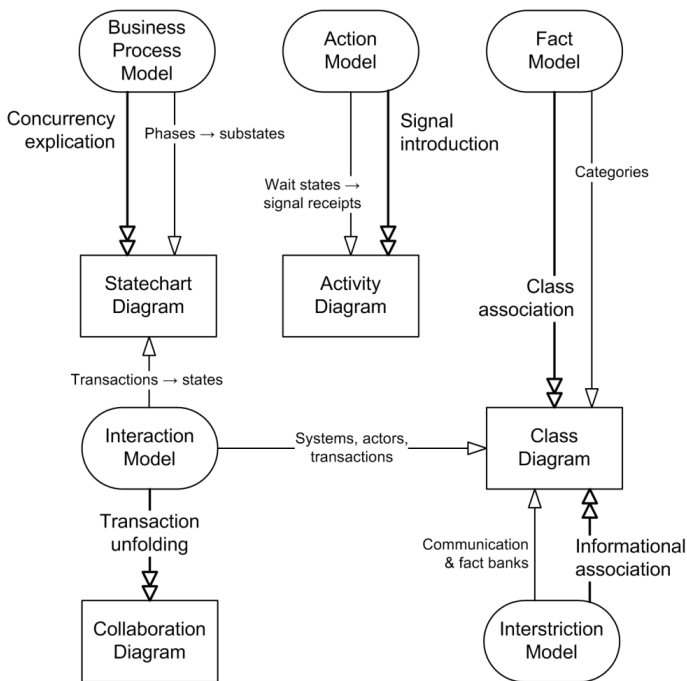 Business
Process
Model
Action
Model
Fact
Model
Concurrency
explication
Phases → substates
Signal
introduction
Wait states →
signal receipts
Categories
Statechart
Diagram
Activity
Diagram
Class
association
Transactions → states
Interaction
Model
Systems, actors,
transactions
Class
Diagram
Transaction
unfolding
Communication
& fact banks
Informational
association
Collaboration
Diagram
Interstriction
Model